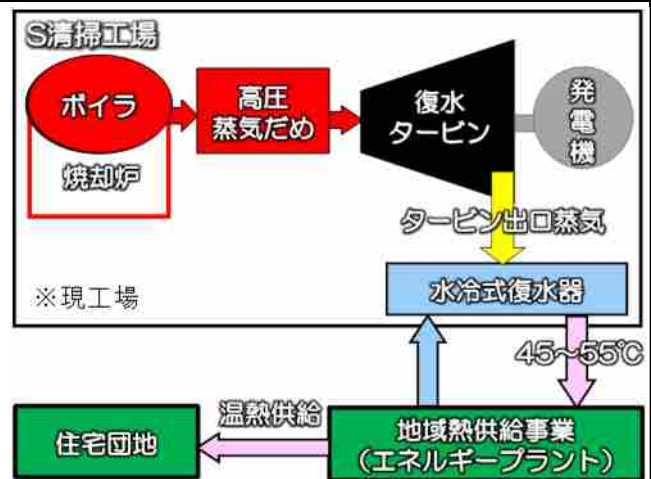 S清掃工場
ボイラ
焼却炉
高圧
蒸気だめ
復水
タービン
発
電
機
タービン出口蒸気
※現工場
水冷式復水器
45~55℃
温熱供給
住宅団地
地域熱供給事業
(エネルギープラント)